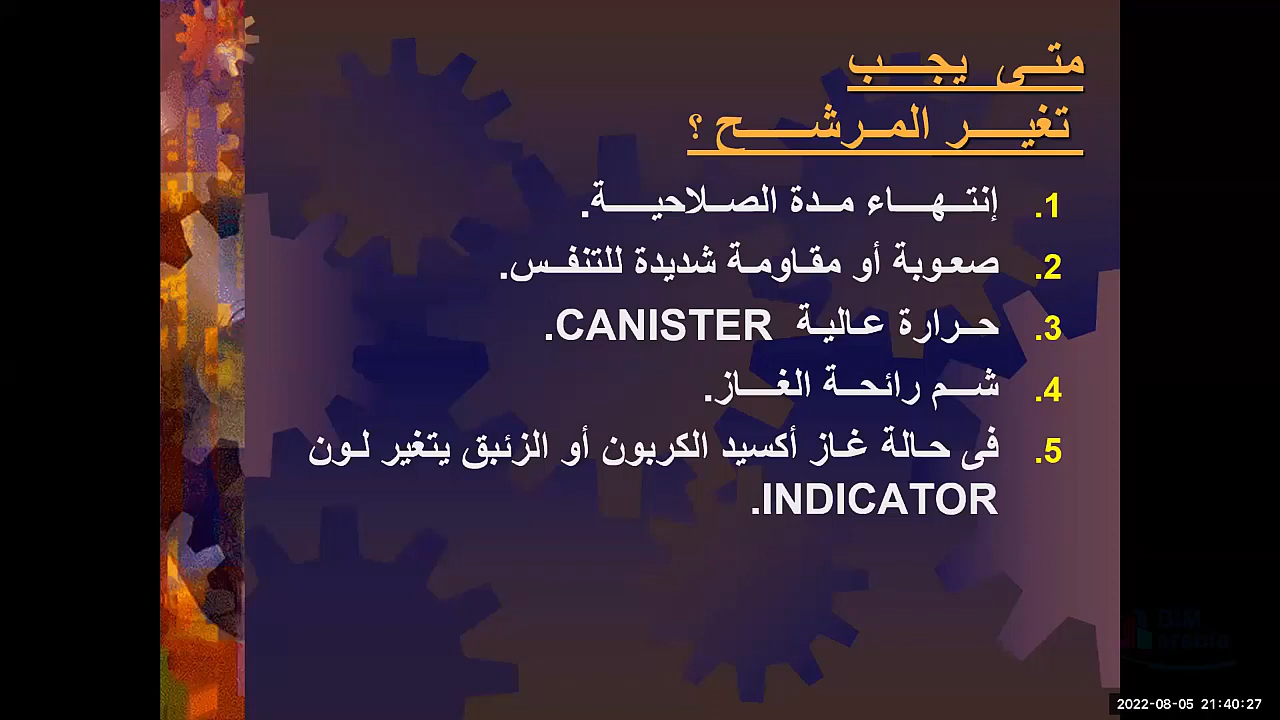 متى يجب
تغير المرشح ؟
1. إنتهاء مدة الصلاحية.
2. صعوبة أو مقاومة شديدة للتنفس.
3. حرارة عالية CANISTER.
4. شم رائحة الغاز.
5. فى حالة غاز أكسيد الكربون أو الزئبق يتغير لون
INDICATOR.
2022-08-05 21:40:27